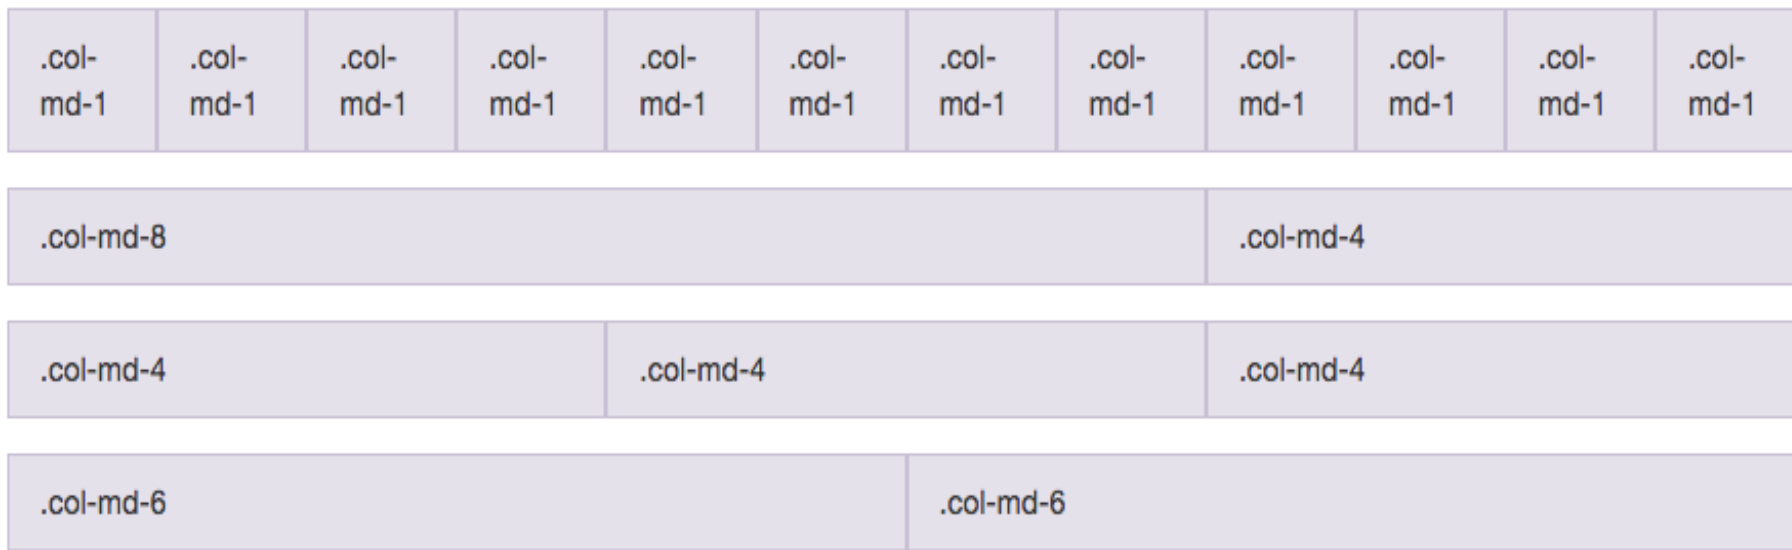 .col- .col- .col- .col- .col- .col- .col- .col- .col- .col- .col- .col-
md-1 md-1 md-1 md-1 md-1 md-1 md-1 md-1 md-1 md-1 md-1 md-1
.col-md-8 .col-md-4
.col-md-4 .col-md-4 .col-md-4
.col-md-6 .col-md-6